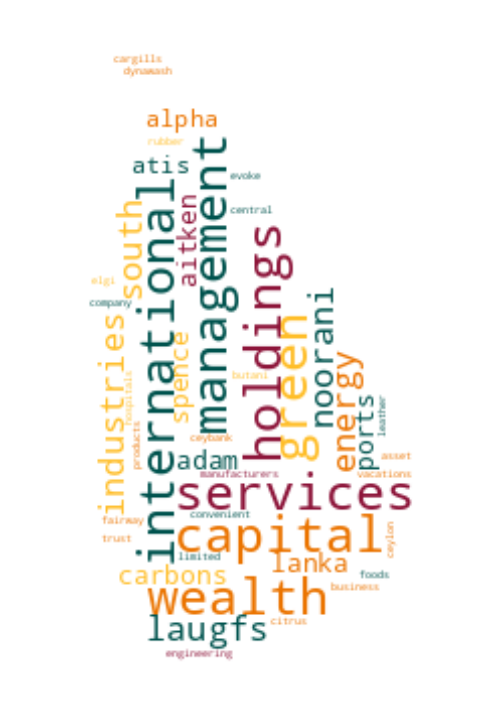 cargills
dynawash
alpha
rubber
atis
evoke
management
international
south
aitken
central
holdings
elgi
company
industries
spence
green
noorani
hospitals
butani
energy
ports
leather
products
ceybank
adam
manufacturers
asset
vacations
services
convenient
fairway
capital
ceylon
trust
limited
lanka
carbons
foods
wealth
business
laugfs
citrus
engineering